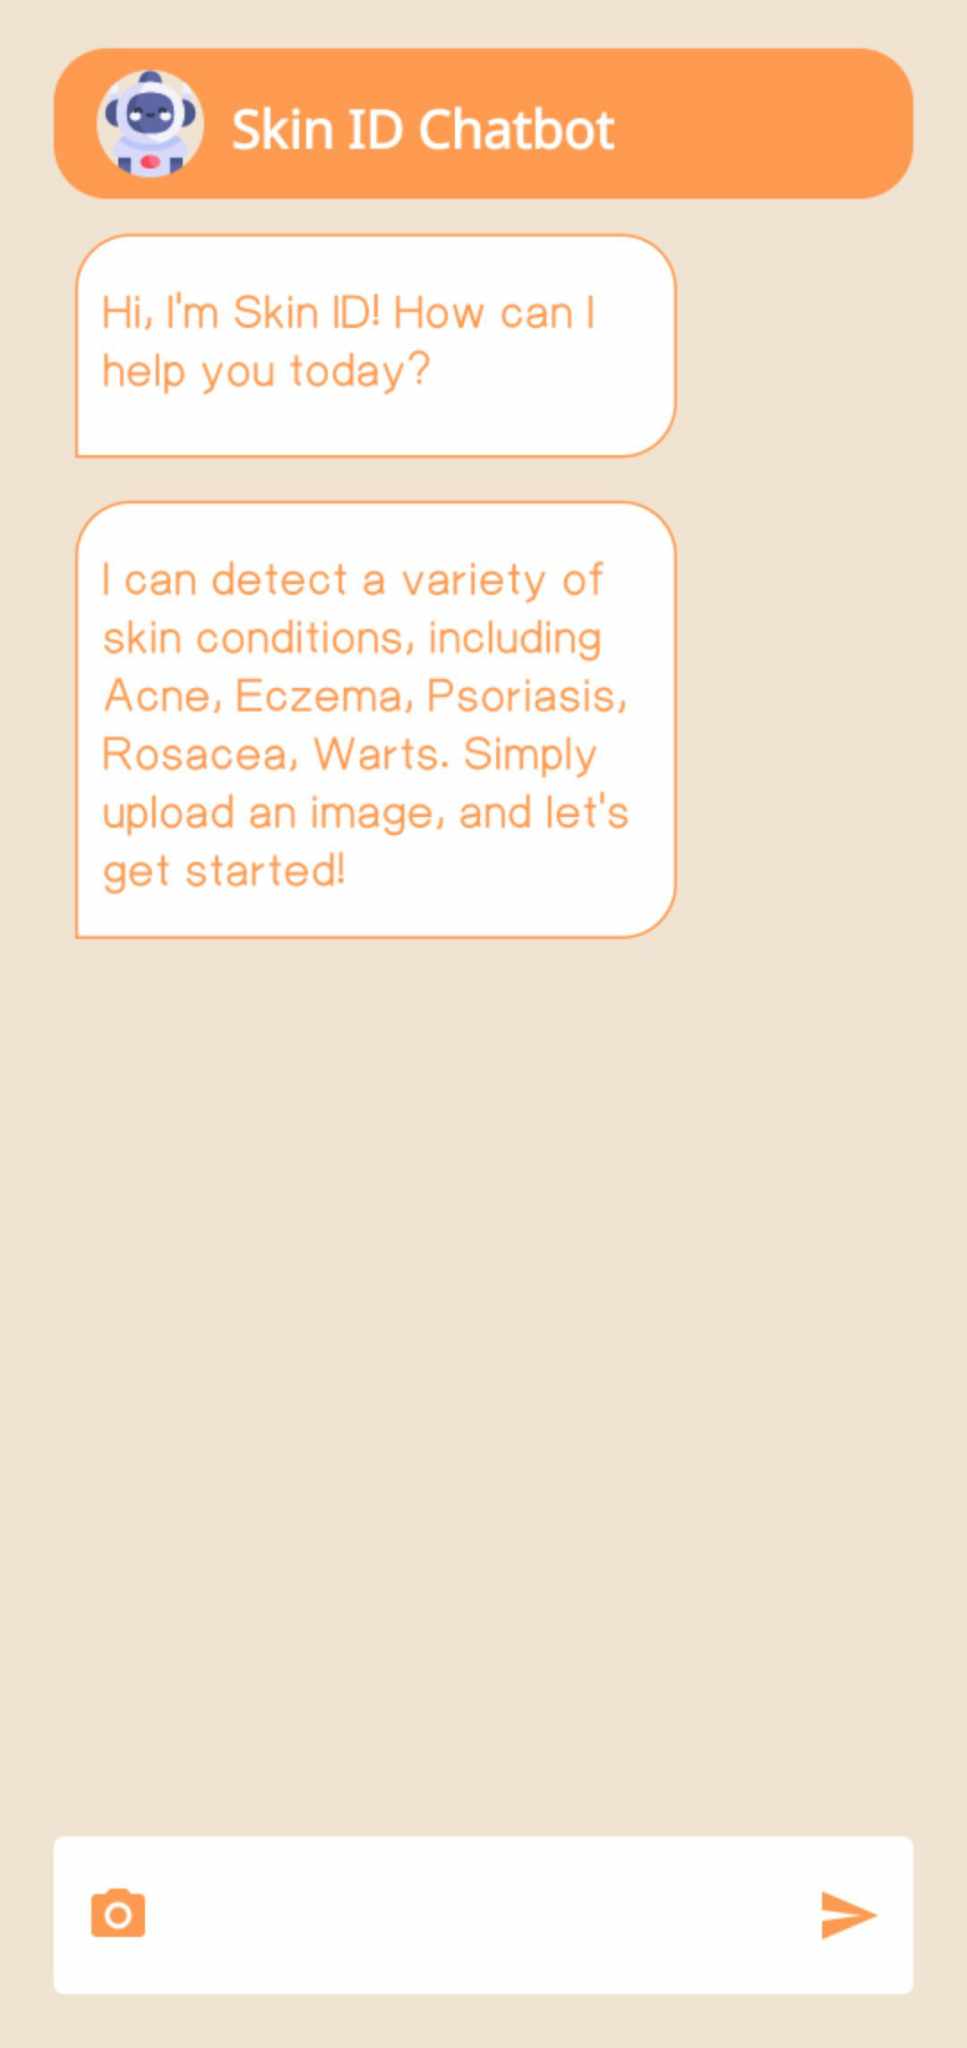 Skin ID Chatbot
Hi, I'm Skin ID! How can I
help you today?
I can detect a variety of
skin conditions, including
Acne, Eczema, Psoriasis,
Rosacea, Warts. Simply
upload an image, and let's
get started!